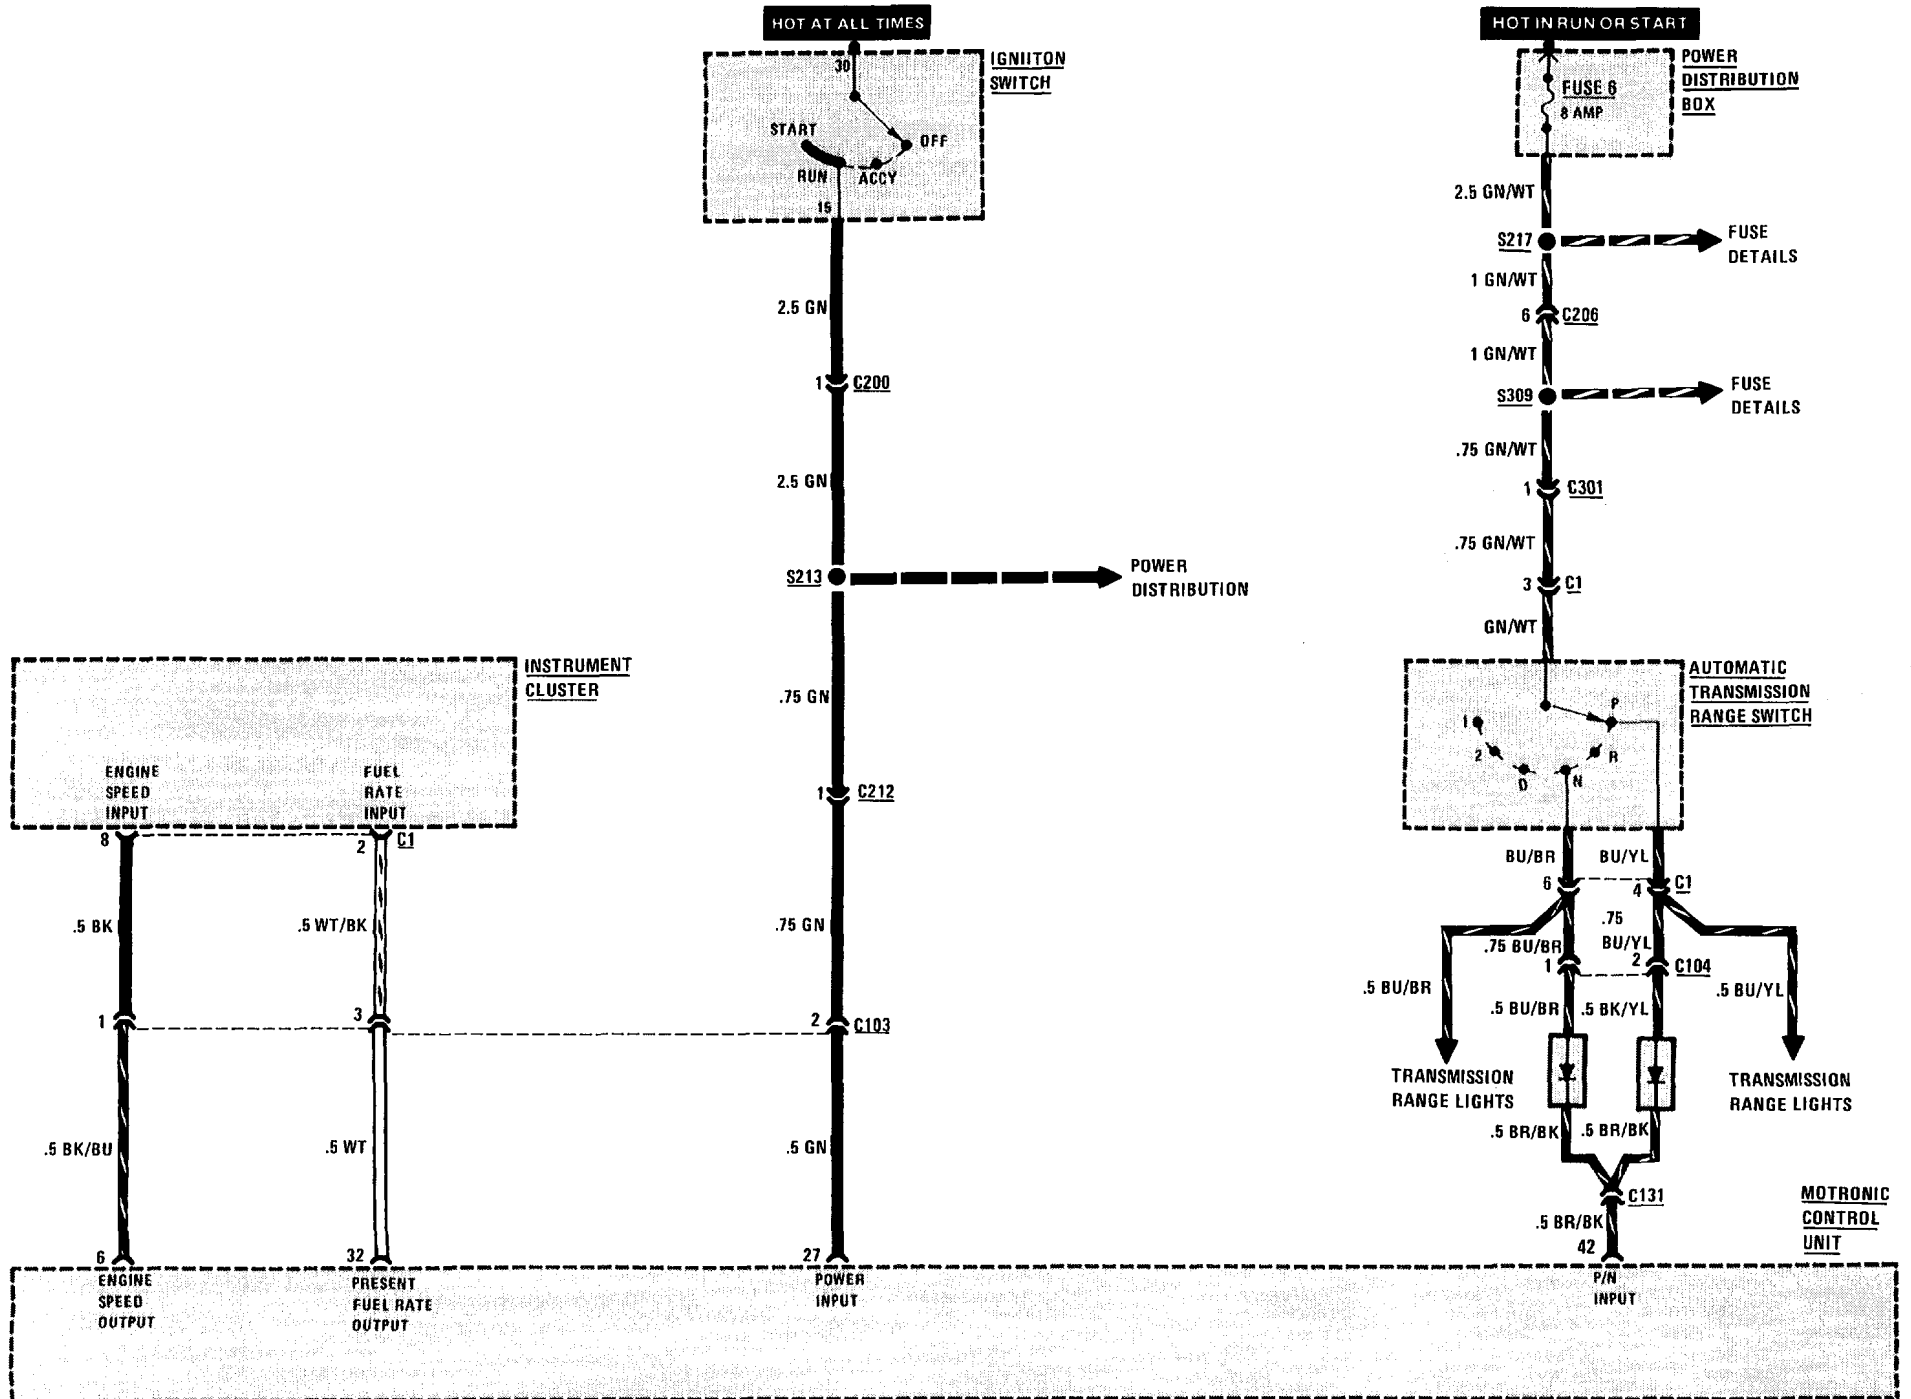 HOT AT ALL TIMES
30
IGNIITON
SWITCH
START
OFF
RUN
ACCY
15
2.5 GN
1
C200
2.5 GN
S213
POWER
DISTRIBUTION
.75 GN
1
C212
.75 GN
2
C103
.5 GN
27
POWER
INPUT
HOT IN RUN OR START
POWER
DISTRIBUTION
BOX
FUSE 6
8 AMP
2.5 GN/WT
S217
FUSE
DETAILS
1 GN/WT
6
C206
1 GN/WT
S309
FUSE
DETAILS
.75 GN/WT
1
C301
.75 GN/WT
3
C1
GN/WT
AUTOMATIC
TRANSMISSION
RANGE SWITCH
P
1
2
R
D
N
BU/BR
BU/YL
6
4
C1
.75 BU/BR
.75
BU/YL
1
2
C104
.5 BU/BR
.5 BU/BR
.5 BK/YL
.5 BU/YL
TRANSMISSION
RANGE LIGHTS
TRANSMISSION
RANGE LIGHTS
.5 BR/BK
.5 BR/BK
C131
.5 BR/BK
42
P/N
INPUT
MOTRONIC
CONTROL
UNIT
INSTRUMENT
CLUSTER
ENGINE
SPEED
INPUT
FUEL
RATE
INPUT
8
2
C1
.5 BK
.5 WT/BK
1
3
.5 BK/BU
.5 WT
6
32
ENGINE
SPEED
OUTPUT
PRESENT
FUEL RATE
OUTPUT